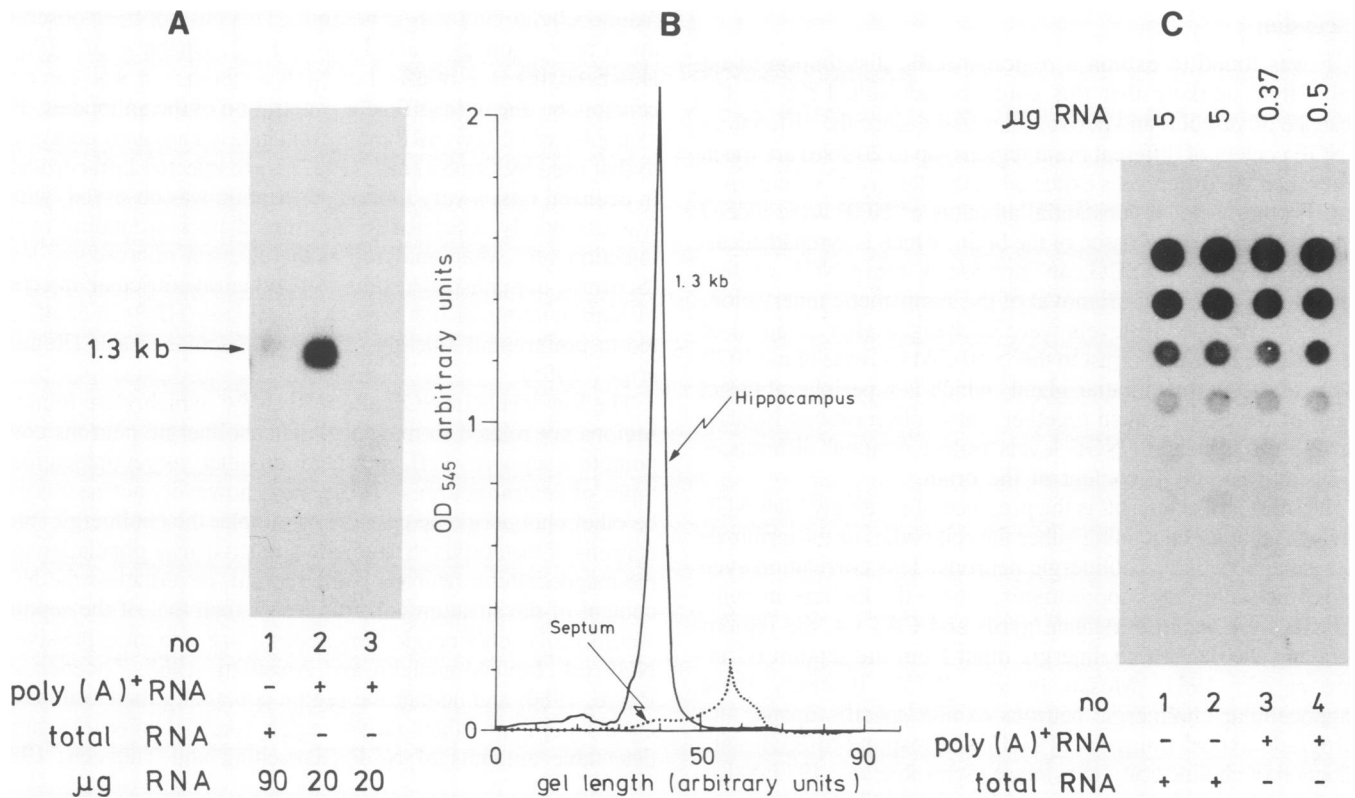 A
1.3 kb
no 1 2 3
poly (A)+ RNA - + +
total RNA + - -
µg RNA 90 20 20
B
OD 545 arbitrary units
2
1
0
1.3 kb
Hippocampus
Septum
0 50 90
gel length (arbitrary units)
C
µg RNA 5 5 0.37 0.5
no 1 2 3 4
poly (A)+ RNA - - + +
total RNA + + - -